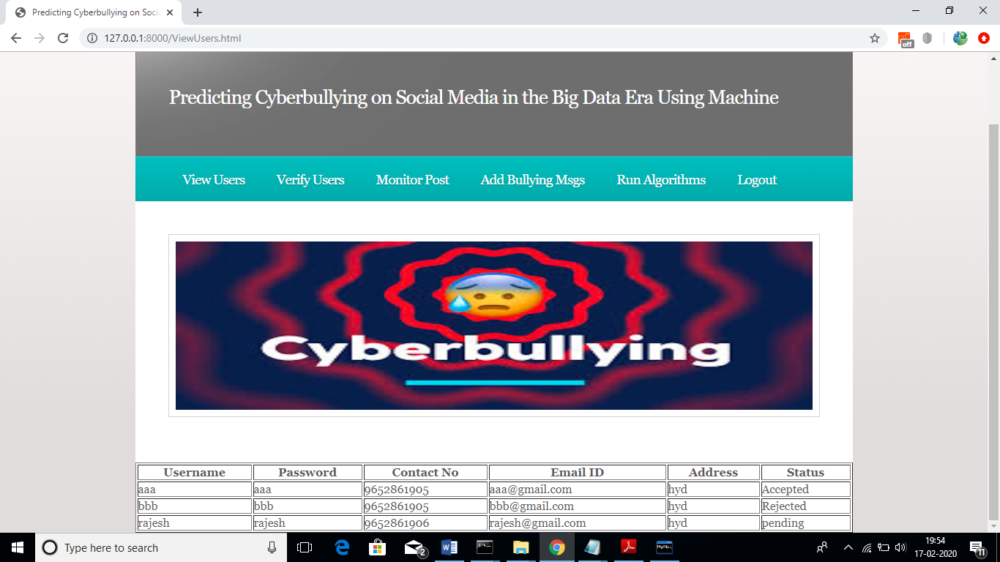 Predicting Cyberbullying on Socia
127.0.0.1:8000/ViewUsers.html
off
Predicting Cyberbullying on Social Media in the Big Data Era Using Machine
View Users Verify Users Monitor Post Add Bullying Msgs Run Algorithms Logout
Cyberbullying
Username Password Contact No Email ID Address Status
aaa aaa 9652861905 aaa@gmail.com hyd Accepted
bbb bbb 9652861905 bbb@gmail.com hyd Rejected
rajesh rajesh 9652861906 rajesh@gmail.com hyd pending
Type here to search
2
19:54
17-02-2020
11